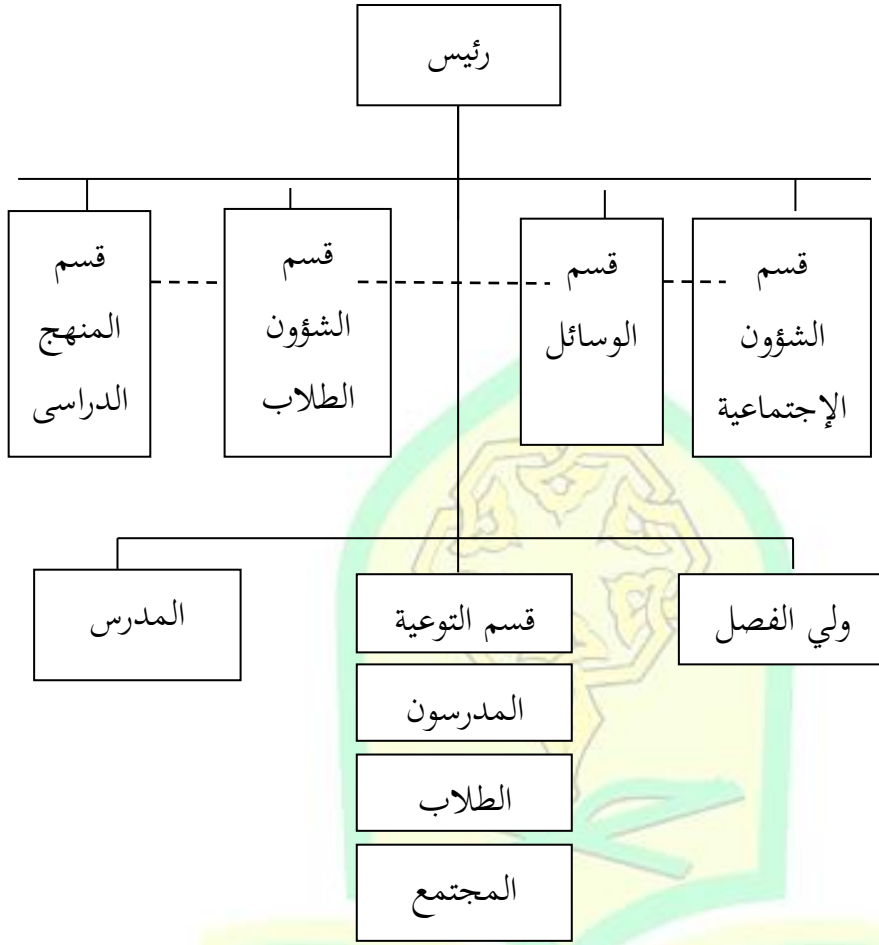 رئيس
قسم
الشؤون
الإجتماعية
قسم
الوسائل
قسم
الشؤون
الطلاب
قسم
المنهج
الدراسى
ولي الفصل
قسم التوعية
المدرس
المدرسون
الطلاب
المجتمع